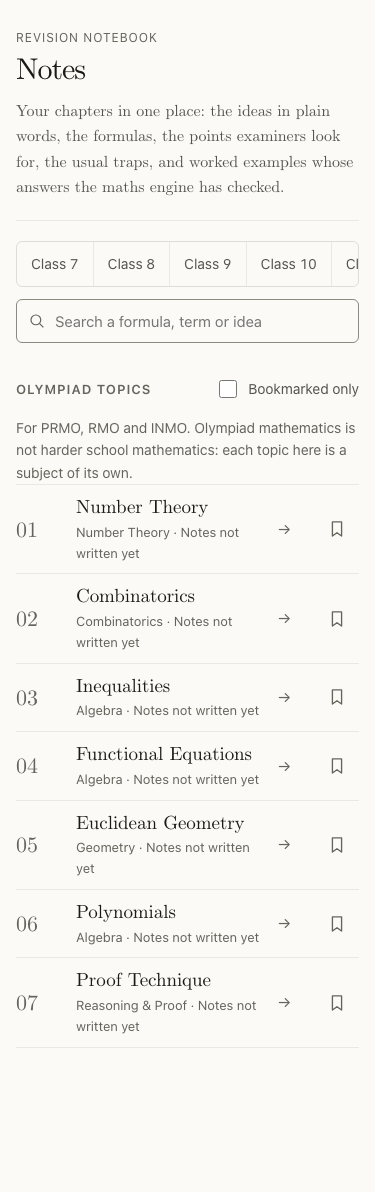 REVISION NOTEBOOK
Notes
Your chapters in one place: the ideas in plain
words, the formulas, the points examiners look
for, the usual traps, and worked examples whose
answers the maths engine has checked.
Class 7 Class 8 Class 9 Class 10 Cl
Search a formula, term or idea
OLYMPIAD TOPICS Bookmarked only
For PRMO, RMO and INMO. Olympiad mathematics is
not harder school mathematics: each topic here is a
subject of its own.
01 Number Theory
Number Theory · Notes not
written yet
02 Combinatorics
Combinatorics · Notes not
written yet
03 Inequalities
Algebra · Notes not written yet
04 Functional Equations
Algebra · Notes not written yet
05 Euclidean Geometry
Geometry · Notes not written
yet
06 Polynomials
Algebra · Notes not written yet
07 Proof Technique
Reasoning & Proof · Notes not
written yet